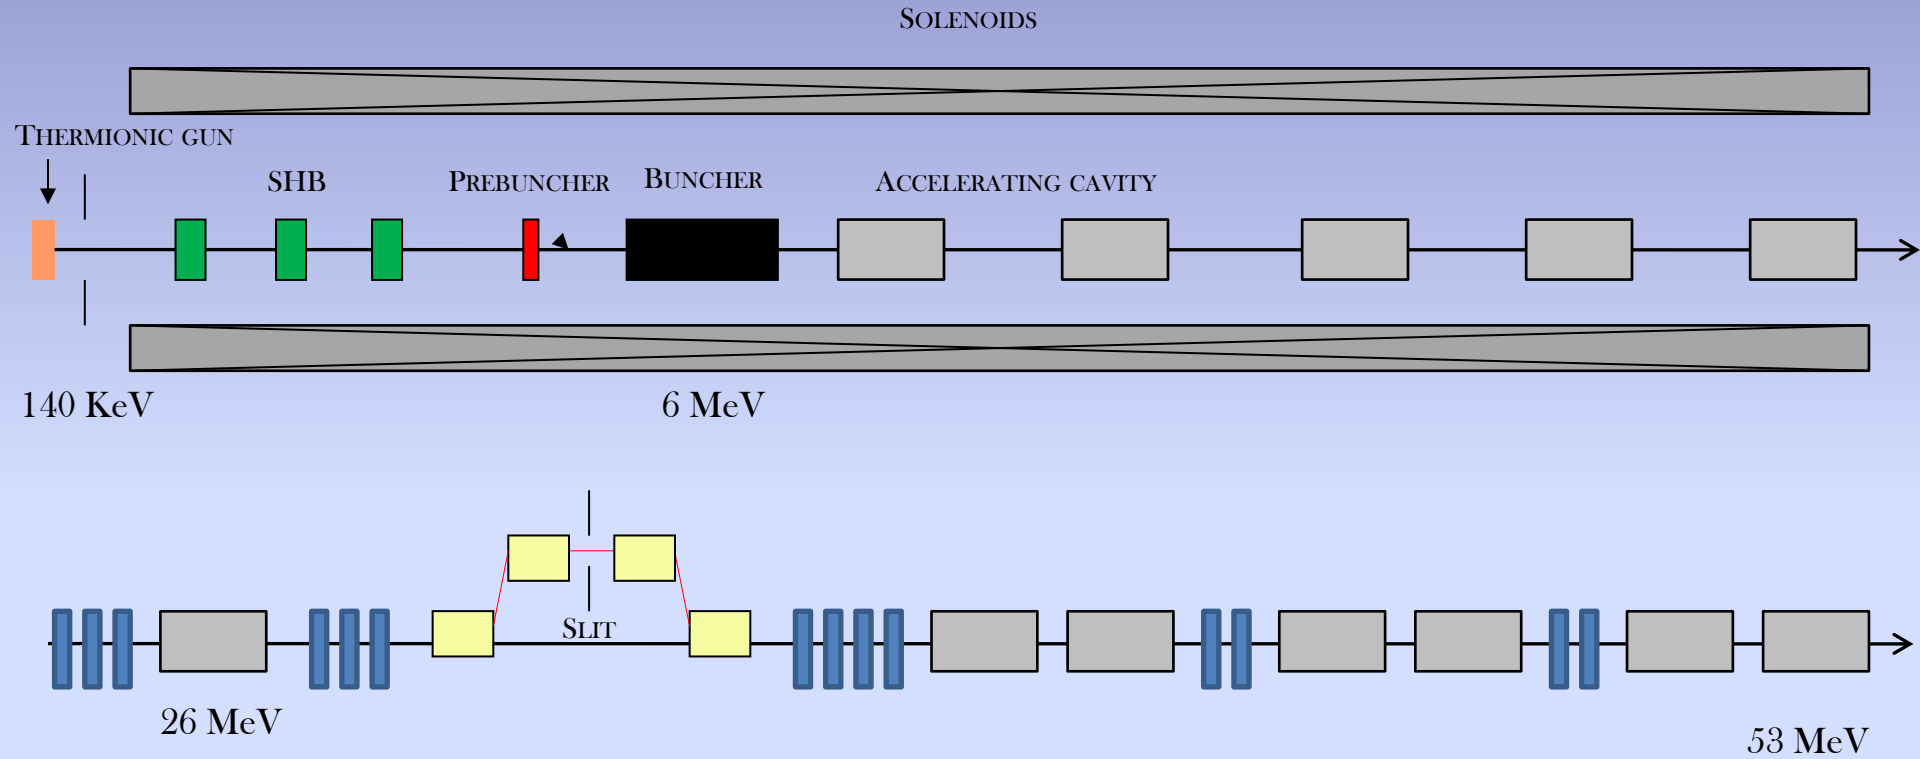 SOLENOIDS
THERMIONIC GUN
SHB
PREBUNCHER
BUNCHER
ACCELERATING CAVITY
140 KeV
6 MeV
SLIT
26 MeV
53 MeV